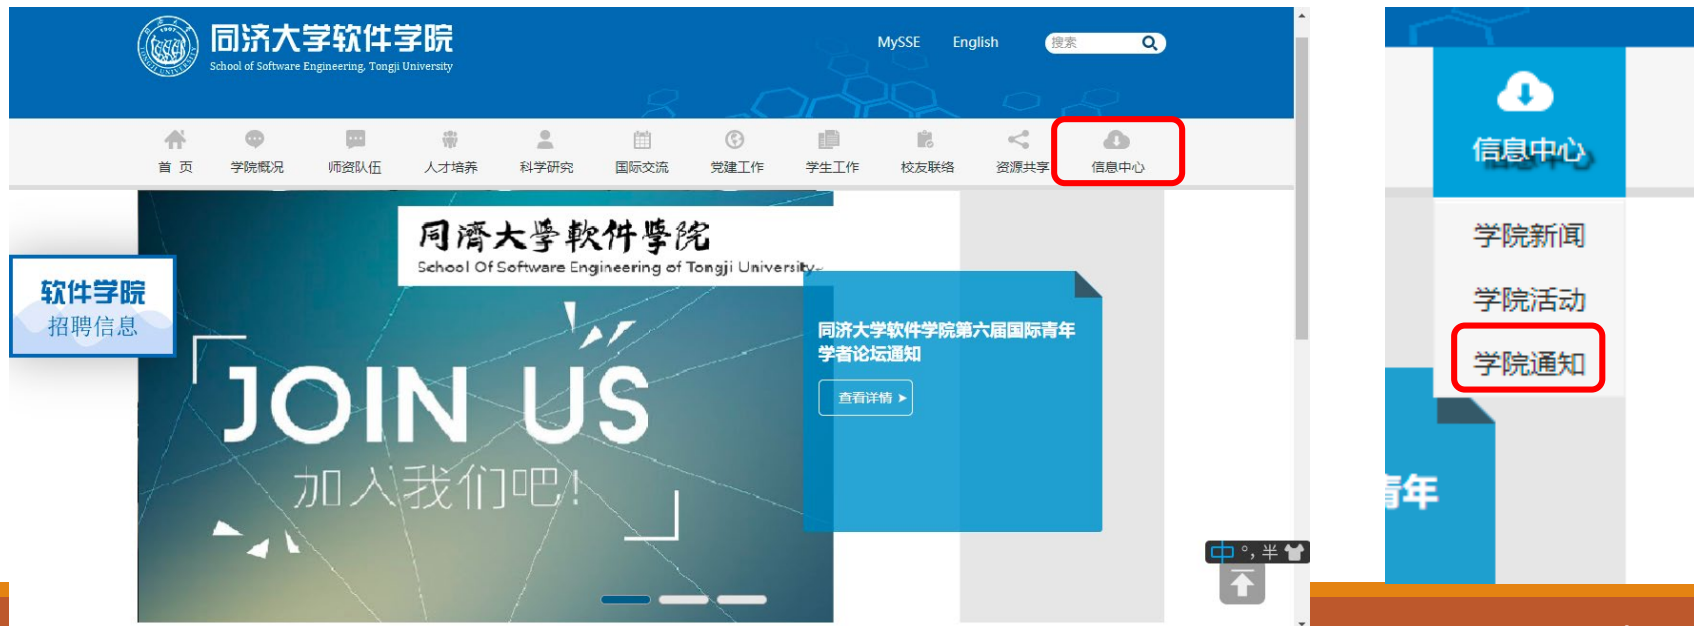 同济大学软件学院
School of Software Engineering, Tongji University
MySSE English 搜索
首 页 学院概况 师资队伍 人才培养 科学研究 国际交流 党建工作 学生工作 校友联络 资源共享 信息中心
同濟大學軟件學院
School Of Software Engineering of Tongji University
软件学院
招聘信息
同济大学软件学院第六届国际青年
学者论坛通知
查看详情
JOIN US
加入我们吧!
中 °, 半
信息中心
学院新闻
学院活动
学院通知
青年